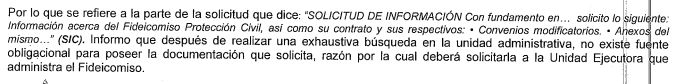 Por lo que se refiere a la parte de la solicitud que dice: "SOLICITUD DE INFORMACIÓN Con fundamento en… solicito lo siguiente:
Información acerca del Fideicomiso Protección Civil, así como su contrato y sus respectivos: • Convenios modificatorios. • Anexos del
mismo…" (SIC). Informo que después de realizar una exhaustiva búsqueda en la unidad administrativa, no existe fuente
obligacional para poseer la documentación que solicita, razón por la cual deberá solicitarla a la Unidad Ejecutora que
administra el Fideicomiso.